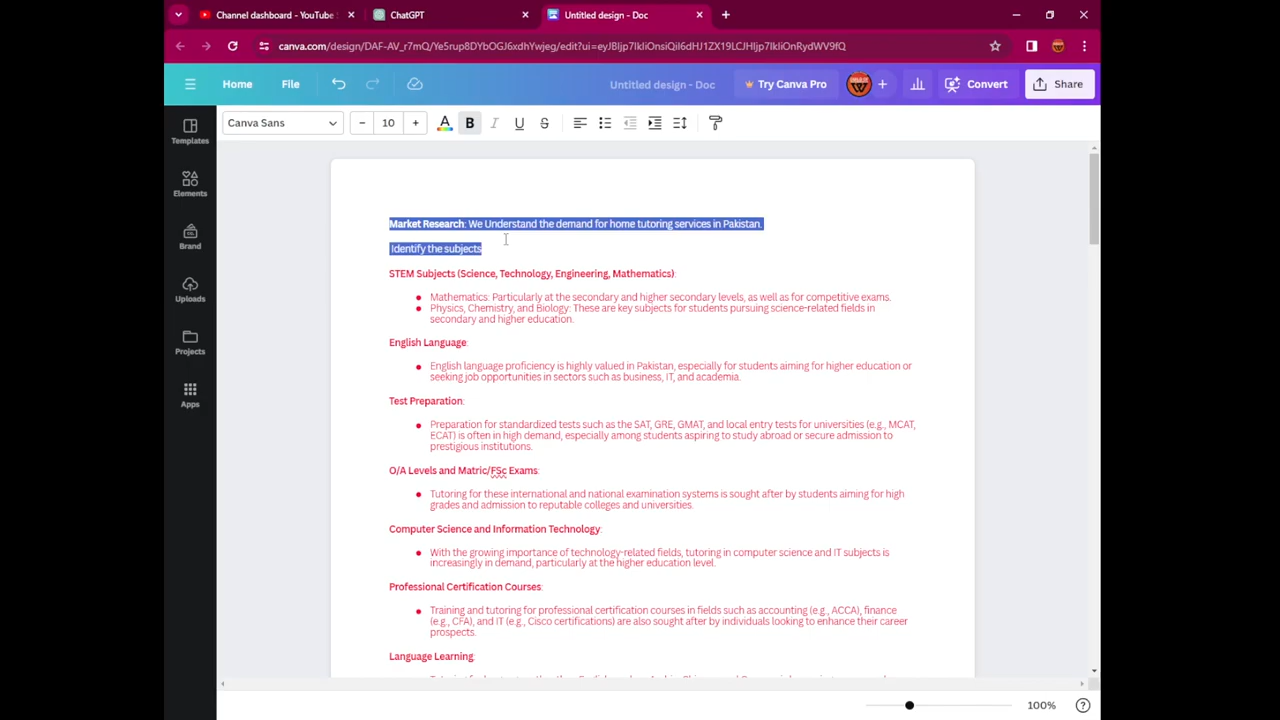 Channel dashboard - YouTube
ChatGPT
Untitled design - Doc
canva.com/design/DAF-AV_r7mQ/Ye5rup8DYbOGJ6xdhYwjeg/edit?ui=eyJBIjp7IkIiOnsiQiI6dHJ1ZX19LCJHIjp7IkIiOnRydWV9fQ
Home
File
Untitled design - Doc
Try Canva Pro
Convert
Share
Canva Sans
10
A
B
I
U
S
Templates
Elements
Brand
Uploads
Projects
Apps
Market Research: We Understand the demand for home tutoring services in Pakistan.
Identify the subjects
STEM Subjects (Science, Technology, Engineering, Mathematics):
Mathematics: Particularly at the secondary and higher secondary levels, as well as for competitive exams.
Physics, Chemistry, and Biology: These are key subjects for students pursuing science-related fields in
secondary and higher education.
English Language:
English language proficiency is highly valued in Pakistan, especially for students aiming for higher education or
seeking job opportunities in sectors such as business, IT, and academia.
Test Preparation:
Preparation for standardized tests such as the SAT, GRE, GMAT, and local entry tests for universities (e.g., MCAT,
ECAT) is often in high demand, especially among students aspiring to study abroad or secure admission to
prestigious institutions.
O/A Levels and Matric/FSc Exams:
Tutoring for these international and national examination systems is sought after by students aiming for high
grades and admission to reputable colleges and universities.
Computer Science and Information Technology:
With the growing importance of technology-related fields, tutoring in computer science and IT subjects is
increasingly in demand, particularly at the higher education level.
Professional Certification Courses:
Training and tutoring for professional certification courses in fields such as accounting (e.g., ACCA), finance
(e.g., CFA), and IT (e.g., Cisco certifications) are also sought after by individuals looking to enhance their career
prospects.
Language Learning:
100%